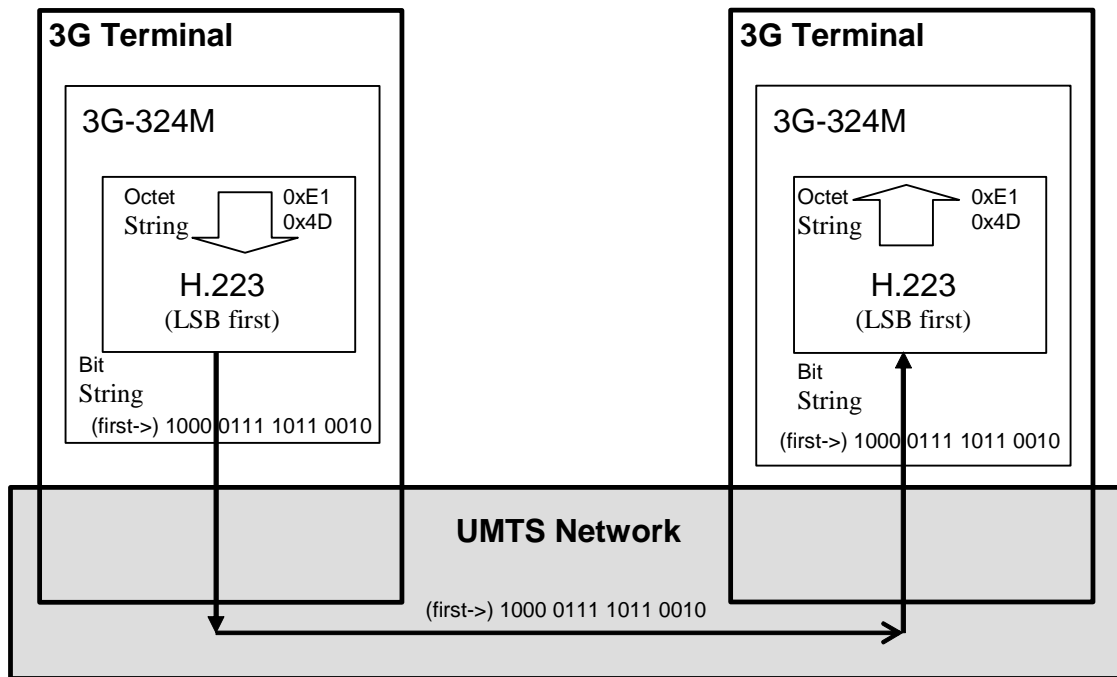 3G Terminal
3G-324M
Octet
String
0xE1
0x4D
H.223
(LSB first)
Bit
String
(first->) 1000 0111 1011 0010
3G Terminal
3G-324M
Octet
String
0xE1
0x4D
H.223
(LSB first)
Bit
String
(first->) 1000 0111 1011 0010
UMTS Network
(first->) 1000 0111 1011 0010